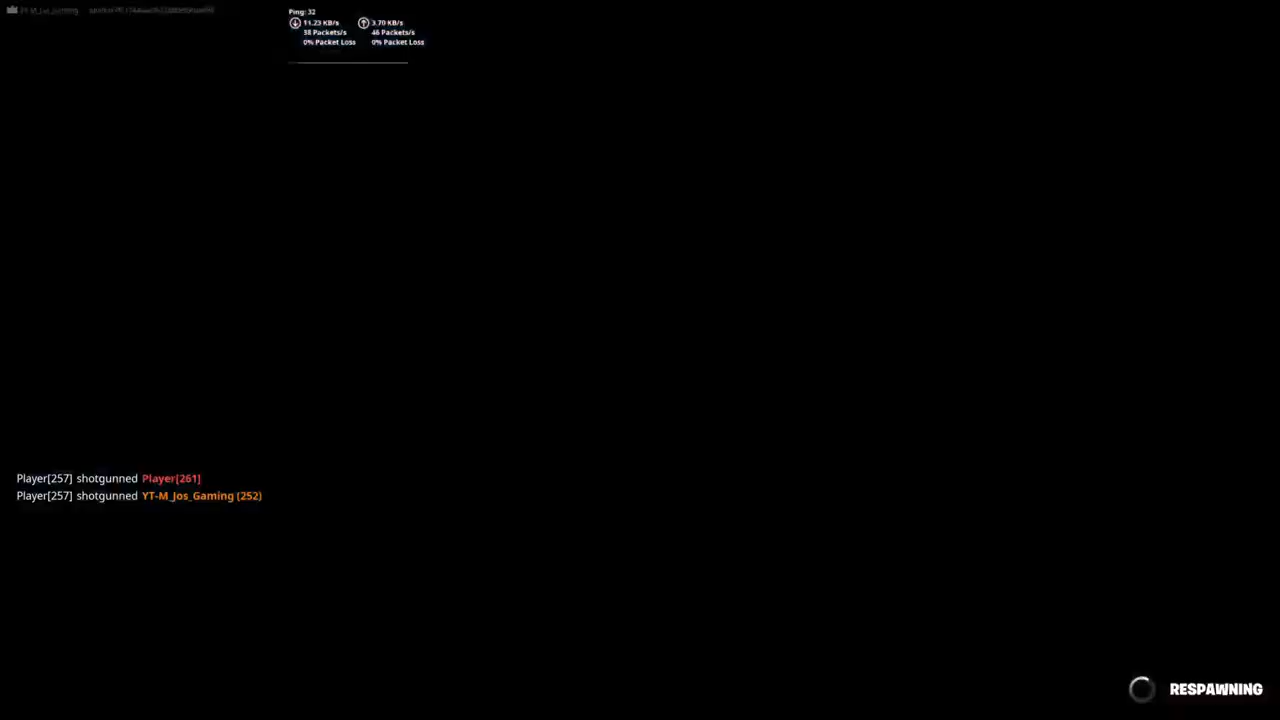 Ping: 32
11.23 KB/s 3.70 KB/s
38 Packets/s 46 Packets/s
0% Packet Loss 0% Packet Loss
Player[257] shotgunned Player[261]
Player[257] shotgunned YT-M_Jos_Gaming (252)
RESPAWNING